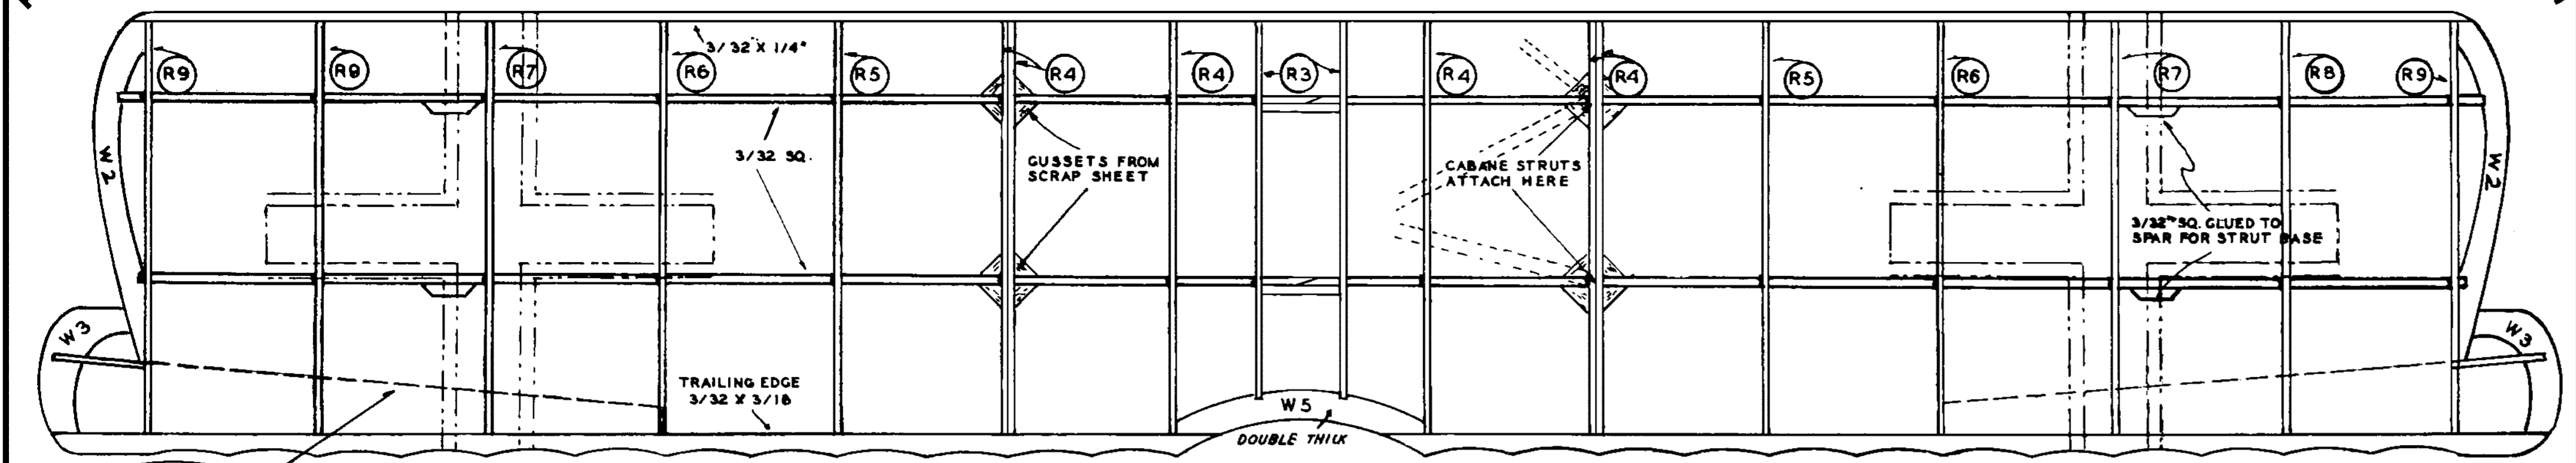 3/32" X 1/4"
R9
R8
R7
R6
R5
R4
R4
R3
R4
R4
R5
R6
R7
R8
R9
W2
3/32 SQ.
GUSSETS FROM
SCRAP SHEET
CABANE STRUTS
ATTACH HERE
W2
3/32" SQ. GLUED TO
SPAR FOR STRUT BASE
W3
W3
TRAILING EDGE
3/32 X 3/18
W5
DOUBLE THICK